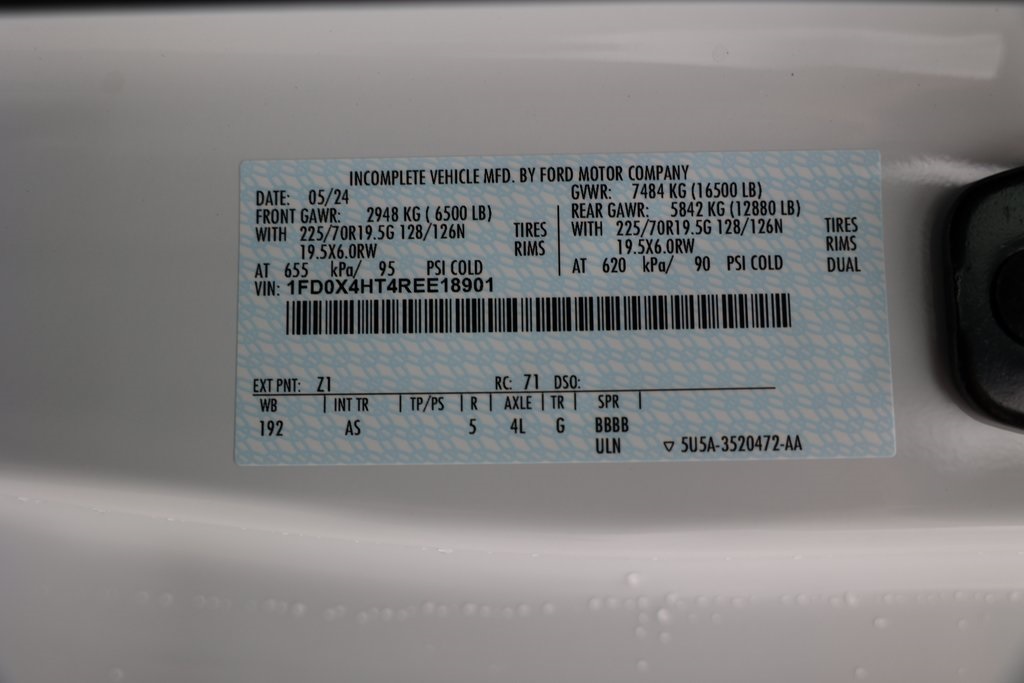 INCOMPLETE VEHICLE MFD. BY FORD MOTOR COMPANY
DATE: 05/24 GVWR: 7484 KG (16500 LB)
FRONT GAWR: 2948 KG ( 6500 LB) REAR GAWR: 5842 KG (12880 LB)
WITH 225/70R19.5G 128/126N TIRES WITH 225/70R19.5G 128/126N TIRES
19.5X6.0RW RIMS 19.5X6.0RW RIMS
AT 655 kPa/ 95 PSI COLD AT 620 kPa/ 90 PSI COLD DUAL
VIN: 1FD0X4HT4REE18901
EXT PNT: Z1 RC: 71 DSO:
WB INT TR TP/PS R AXLE TR SPR
192 AS 5 4L G BBBB
ULN ▽ 5U5A-3520472-AA